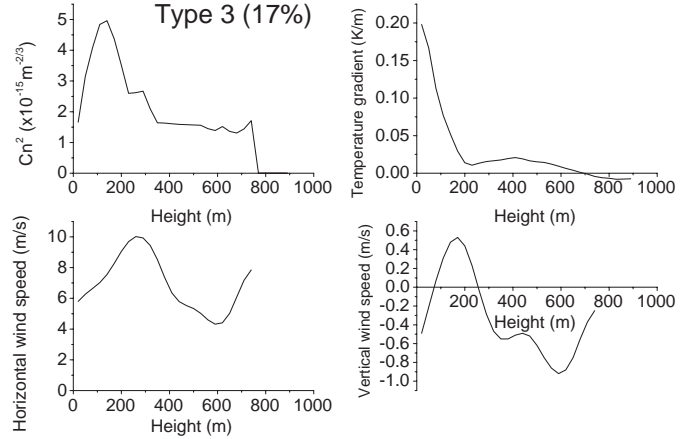 Type 3 (17%)
Cn² (x10⁻¹⁵m⁻²/³)
5
4
3
2
1
0
0 200 400 600 800 1000
Height (m)
Temperature gradient (K/m)
0.20
0.15
0.10
0.05
0.00
0 200 400 600 800 1000
Height (m)
Horizontal wind speed (m/s)
10
8
6
4
2
0
0 200 400 600 800 1000
Height (m)
Vertical wind speed (m/s)
0.6
0.4
0.2
0.0
-0.2
-0.4
-0.6
-0.8
-1.0
0 200 400 600 800 1000
Height (m)